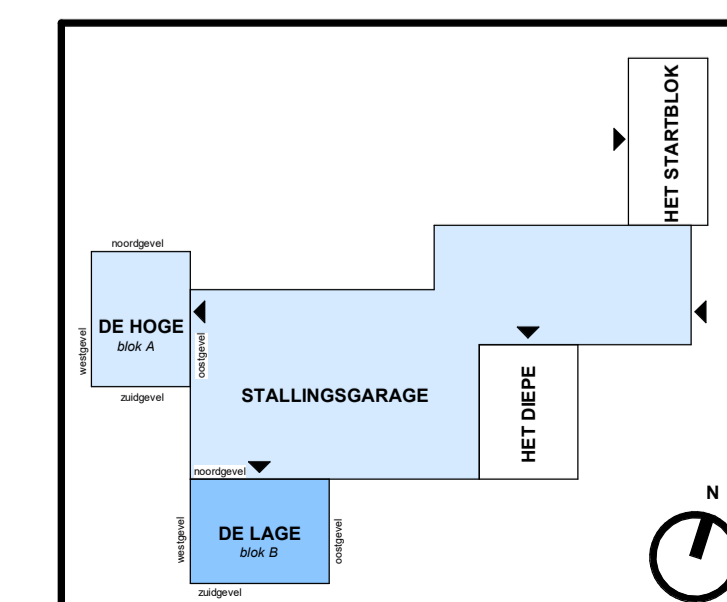 HET STARTBLOK
noordgevel
westgevel
DE HOGE
blok A
oostgevel
zuidgevel
STALLINGSGARAGE
HET DIEPE
noordgevel
westgevel
DE LAGE
blok B
oostgevel
zuidgevel
N